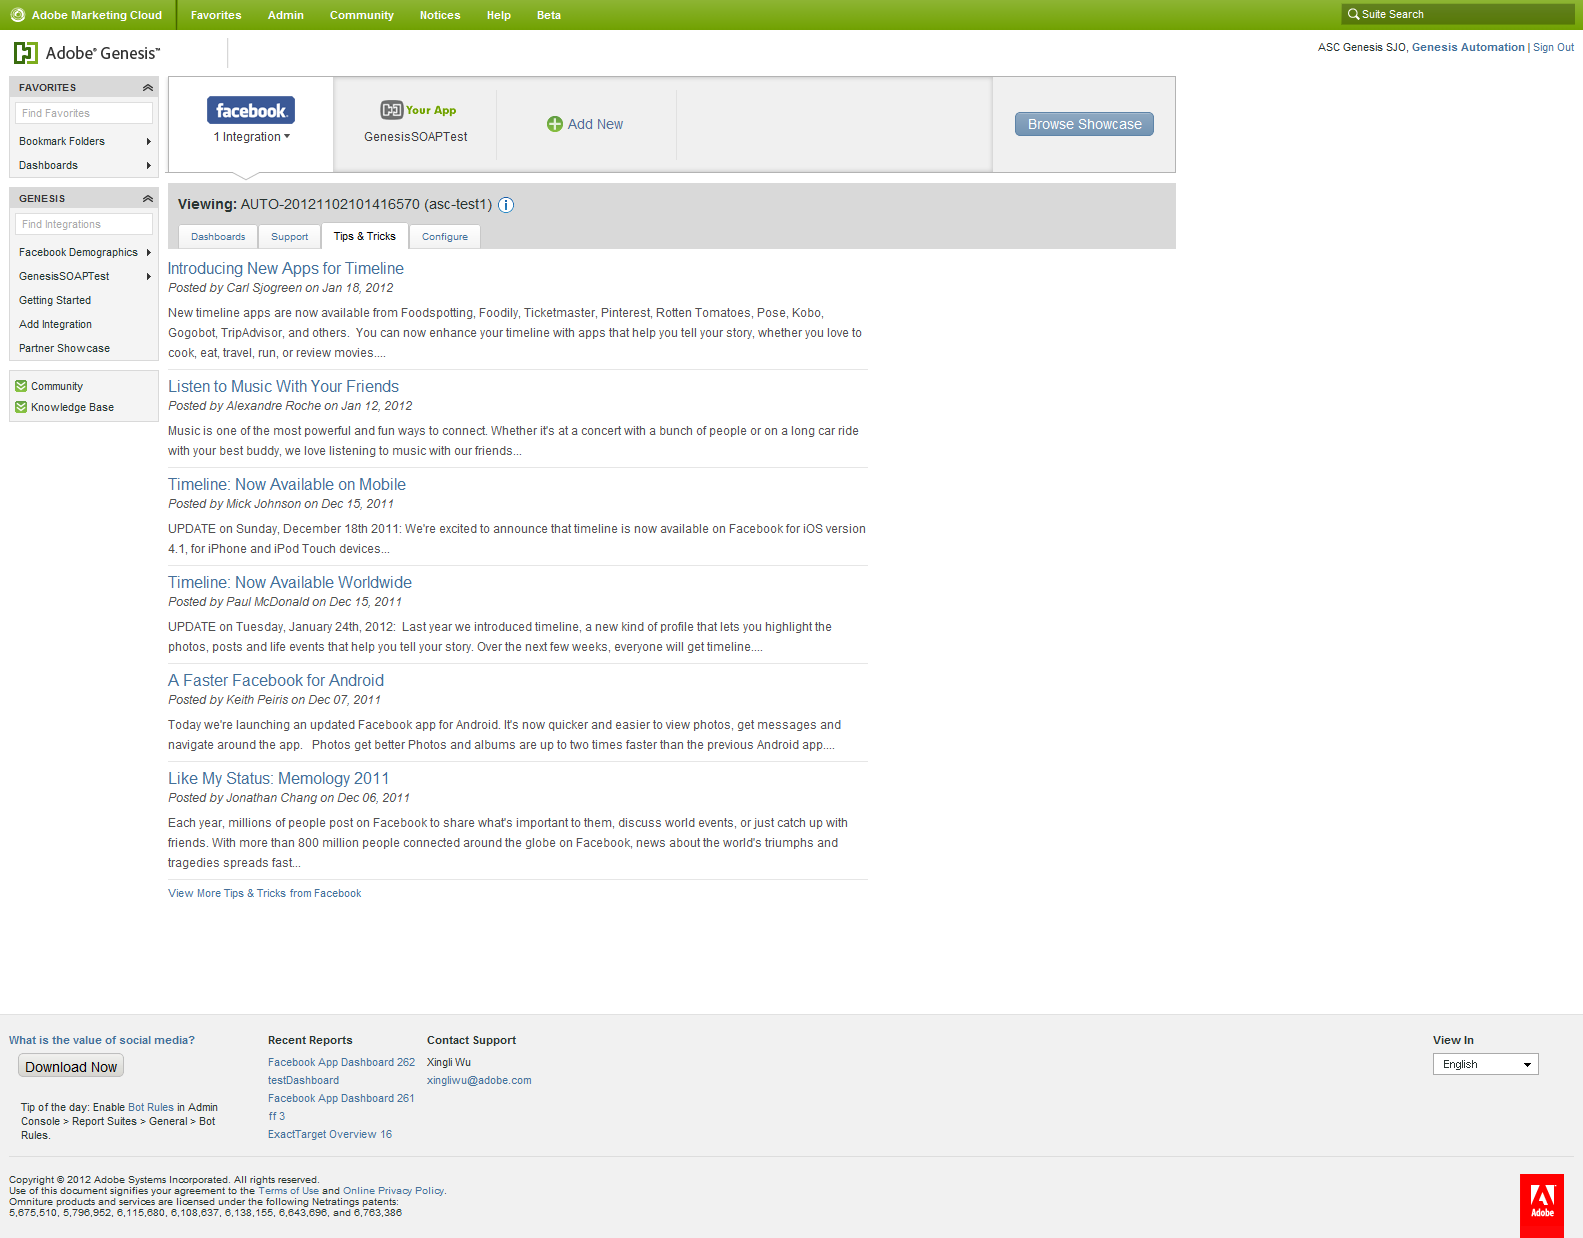 Adobe Marketing Cloud
Favorites
Admin
Community
Notices
Help
Beta
Suite Search
Adobe® Genesis™
ASC Genesis SJO, Genesis Automation | Sign Out
FAVORITES
Find Favorites
Bookmark Folders
Dashboards
GENESIS
Find Integrations
Facebook Demographics
GenesisSOAPTest
Getting Started
Add Integration
Partner Showcase
Community
Knowledge Base
facebook.
1 Integration
Your App
GenesisSOAPTest
Add New
Browse Showcase
Viewing: AUTO-20121102101416570 (asc-test1)
Dashboards
Support
Tips & Tricks
Configure
Introducing New Apps for Timeline
Posted by Carl Sjogreen on Jan 18, 2012
New timeline apps are now available from Foodspotting, Foodily, Ticketmaster, Pinterest, Rotten Tomatoes, Pose, Kobo,
Gogobot, TripAdvisor, and others.  You can now enhance your timeline with apps that help you tell your story, whether you love to
cook, eat, travel, run, or review movies....
Listen to Music With Your Friends
Posted by Alexandre Roche on Jan 12, 2012
Music is one of the most powerful and fun ways to connect. Whether it's at a concert with a bunch of people or on a long car ride
with your best buddy, we love listening to music with our friends...
Timeline: Now Available on Mobile
Posted by Mick Johnson on Dec 15, 2011
UPDATE on Sunday, December 18th 2011: We're excited to announce that timeline is now available on Facebook for iOS version
4.1, for iPhone and iPod Touch devices...
Timeline: Now Available Worldwide
Posted by Paul McDonald on Dec 15, 2011
UPDATE on Tuesday, January 24th, 2012:  Last year we introduced timeline, a new kind of profile that lets you highlight the
photos, posts and life events that help you tell your story. Over the next few weeks, everyone will get timeline....
A Faster Facebook for Android
Posted by Keith Peiris on Dec 07, 2011
Today we're launching an updated Facebook app for Android. It's now quicker and easier to view photos, get messages and
navigate around the app.   Photos get better Photos and albums are up to two times faster than the previous Android app....
Like My Status: Memology 2011
Posted by Jonathan Chang on Dec 06, 2011
Each year, millions of people post on Facebook to share what's important to them, discuss world events, or just catch up with
friends. With more than 800 million people connected around the globe on Facebook, news about the world's triumphs and
tragedies spreads fast...
View More Tips & Tricks from Facebook
What is the value of social media?
Download Now
Tip of the day: Enable Bot Rules in Admin
Console > Report Suites > General > Bot
Rules.
Recent Reports
Facebook App Dashboard 262
testDashboard
Facebook App Dashboard 261
ff 3
ExactTarget Overview 16
Contact Support
Xingli Wu
xingliwu@adobe.com
View In
English
Copyright © 2012 Adobe Systems Incorporated. All rights reserved.
Use of this document signifies your agreement to the Terms of Use and Online Privacy Policy.
Omniture products and services are licensed under the following Netratings patents:
5,675,510, 5,796,952, 6,115,680, 6,108,637, 6,138,155, 6,643,696, and 6,763,386
Adobe